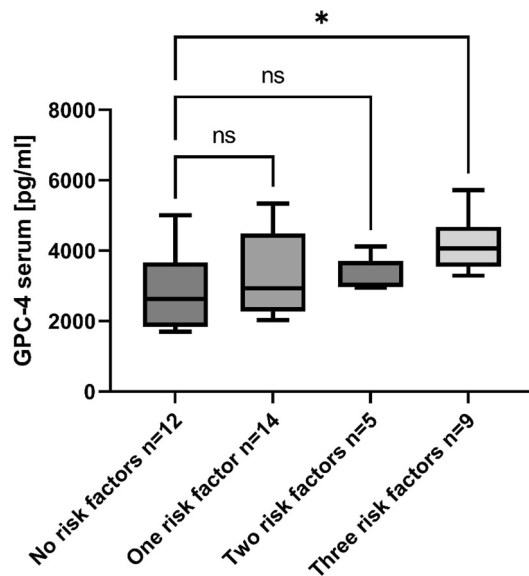 *
ns
ns
GPC-4 serum [pg/ml]
8000
6000
4000
2000
0
No risk factors n=12
One risk factor n=14
Two risk factors n=5
Three risk factors n=9